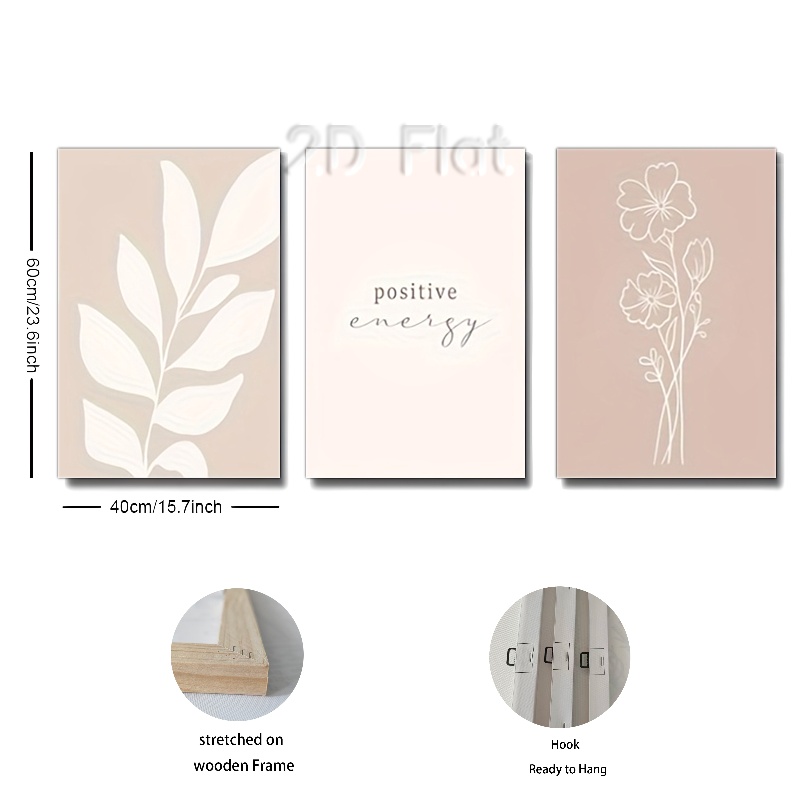 2D Flat
60cm/23.6inch
positive
energy
40cm/15.7inch
stretched on
wooden Frame
Hook
Ready to Hang